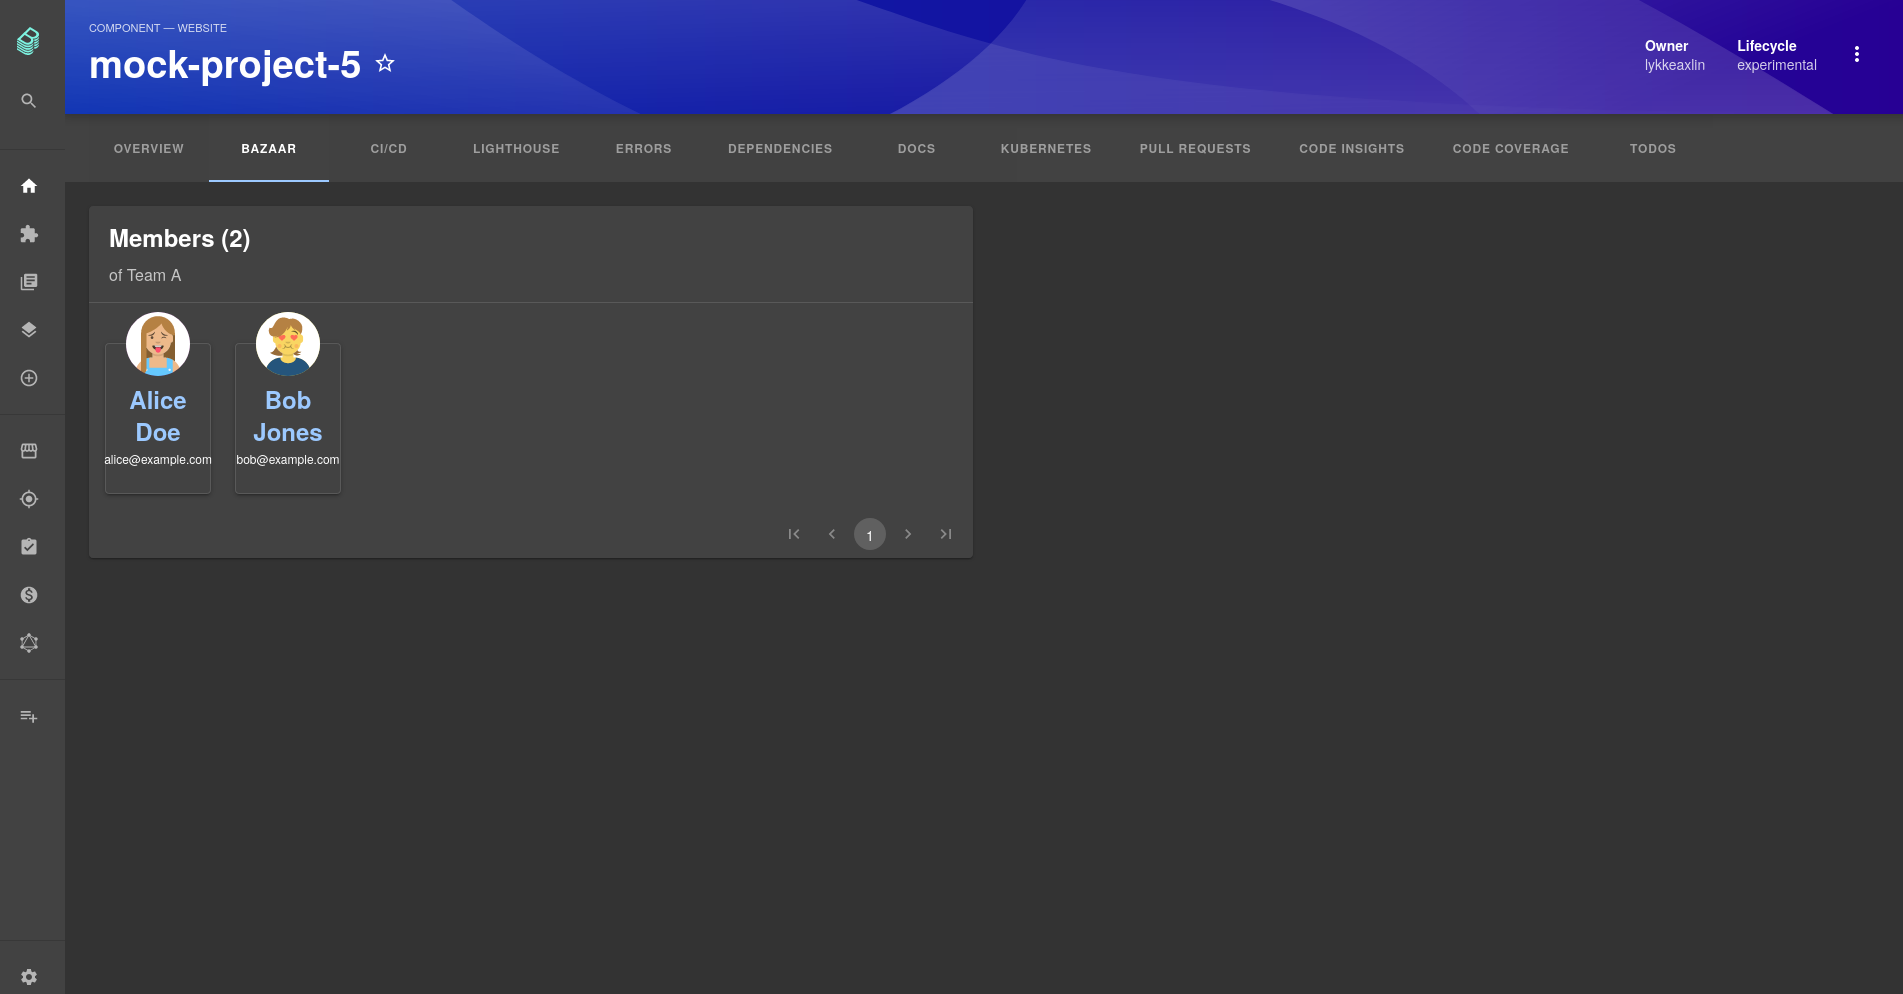 COMPONENT — WEBSITE
mock-project-5
Owner
lykkeaxlin
Lifecycle
experimental
OVERVIEW BAZAAR CI/CD LIGHTHOUSE ERRORS DEPENDENCIES DOCS KUBERNETES PULL REQUESTS CODE INSIGHTS CODE COVERAGE TODOS
Members (2)
of Team A
Alice
Doe
alice@example.com
Bob
Jones
bob@example.com
1